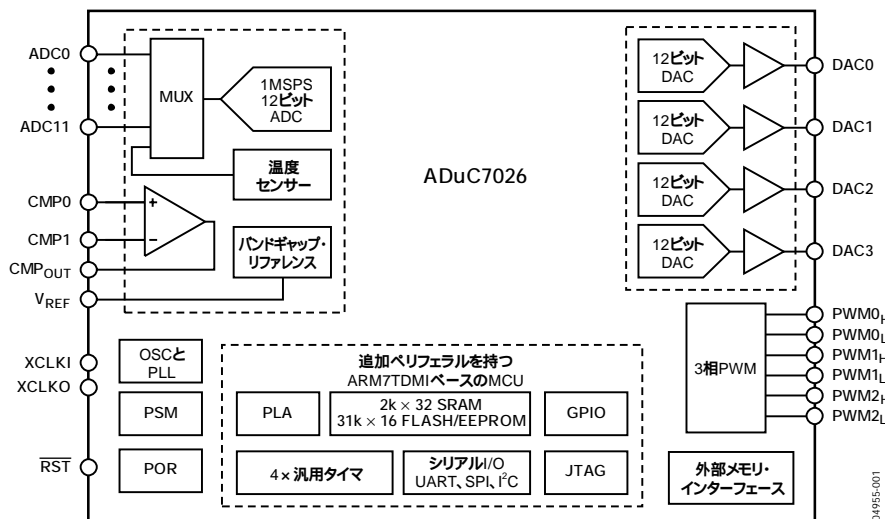 ADC0
ADC11
CMP0
CMP1
CMPOUT
VREF
XCLKI
XCLKO
RST
MUX
1MSPS
12ビット
ADC
温度
センサー
バンドギャップ・
リファレンス
ADuC7026
12ビット
DAC
12ビット
DAC
12ビット
DAC
12ビット
DAC
DAC0
DAC1
DAC2
DAC3
OSCと
PLL
PSM
POR
追加ペリフェラルを持つ
ARM7TDMIベースのMCU
PLA
2k × 32 SRAM
31k × 16 FLASH/EEPROM
GPIO
4× 汎用タイマ
シリアルI/O
UART、SPI、I²C
JTAG
3相PWM
PWM0H
PWM0L
PWM1H
PWM1L
PWM2H
PWM2L
外部メモリ・
インターフェース
04955-001